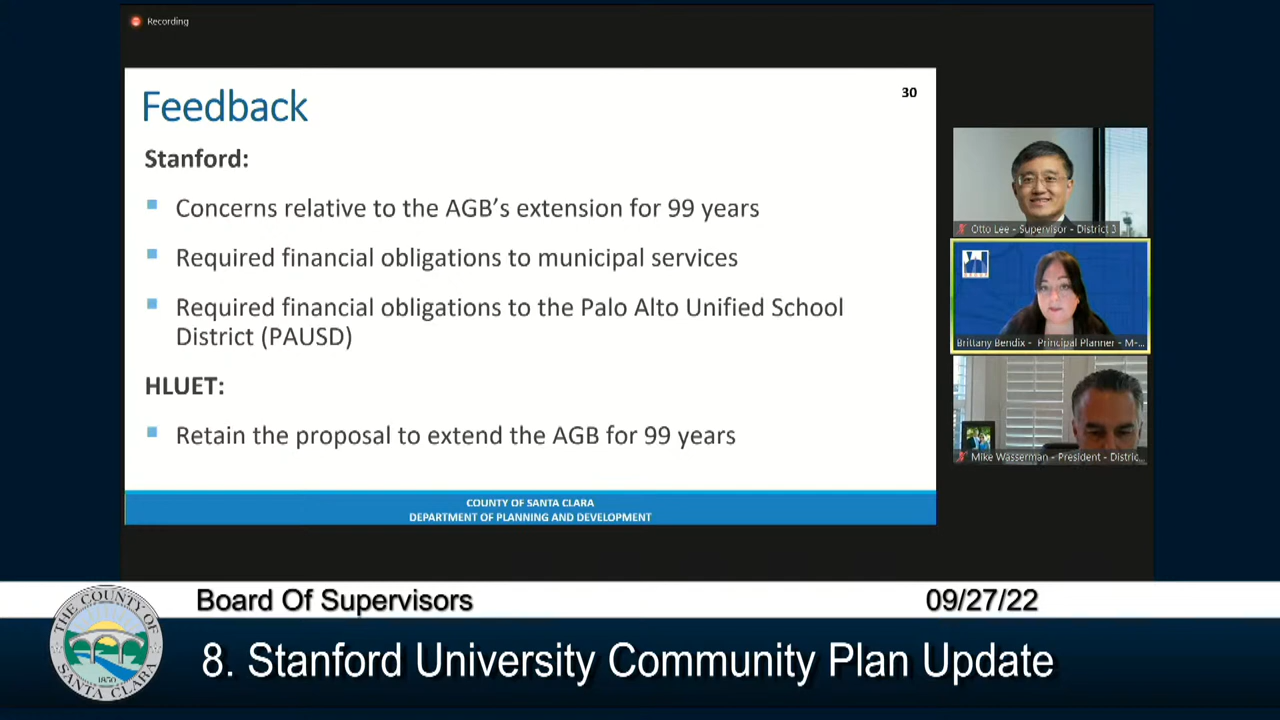 Recording
30
Feedback
Stanford:
Concerns relative to the AGB's extension for 99 years
Required financial obligations to municipal services
Required financial obligations to the Palo Alto Unified School
District (PAUSD)
HLUET:
Retain the proposal to extend the AGB for 99 years
COUNTY OF SANTA CLARA
DEPARTMENT OF PLANNING AND DEVELOPMENT
Otto Lee - Supervisor - District 3
Brittany Bendix - Principal Planner - M-...
Mike Wasserman - President - Distric...
Board Of Supervisors
09/27/22
THE COUNTY OF
SANTA CLARA
1850
8. Stanford University Community Plan Update